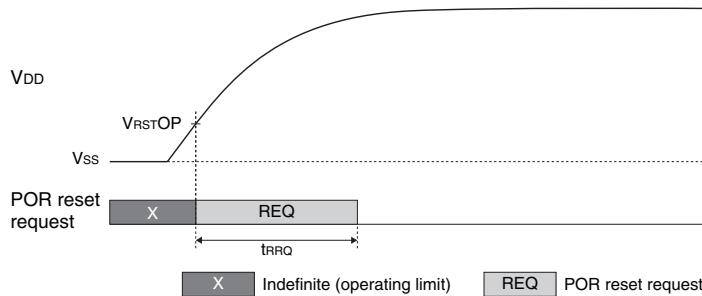 VDD
VRSTOP
VSS
POR reset
request
X
REQ
tRRQ
X Indefinite (operating limit) REQ POR reset request